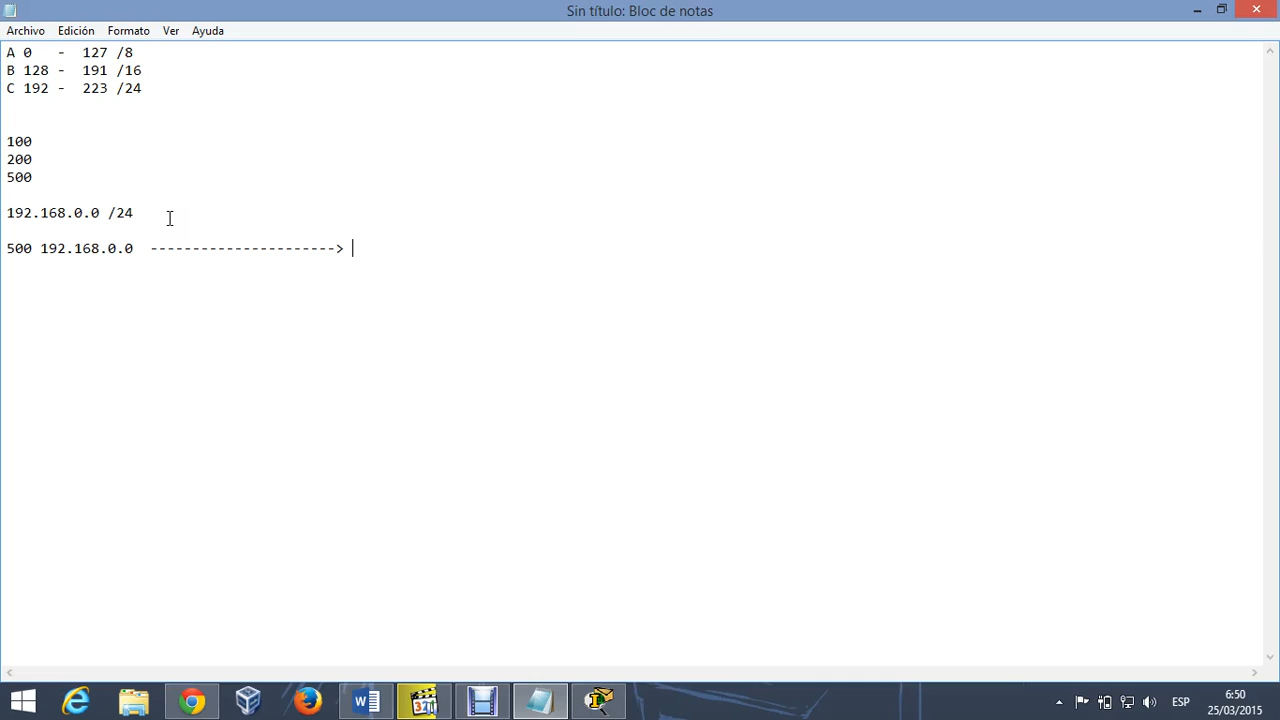 Sin título: Bloc de notas
Archivo Edición Formato Ver Ayuda
A 0   -  127 /8
B 128 -  191 /16
C 192 -  223 /24
100
200
500
192.168.0.0 /24
500 192.168.0.0  ---------------------->
321
ESP
6:50
25/03/2015